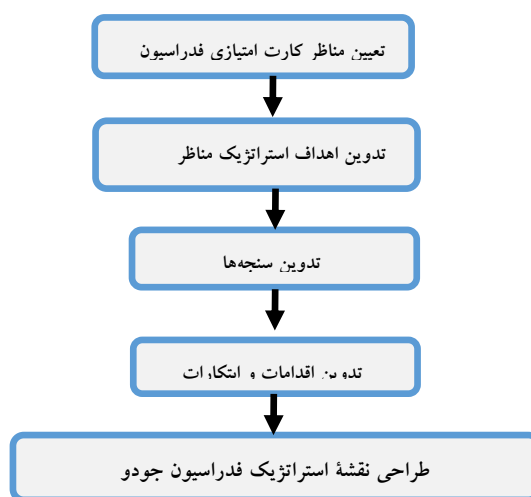 تعیین مناظر کارت امتیازی فدراسیون
تدوین اهداف استراتژیک مناظر
تدوین سنجه‌ها
تدوین اقدامات و ابتکارات
طراحی نقشهٔ استراتژیک فدراسیون جودو